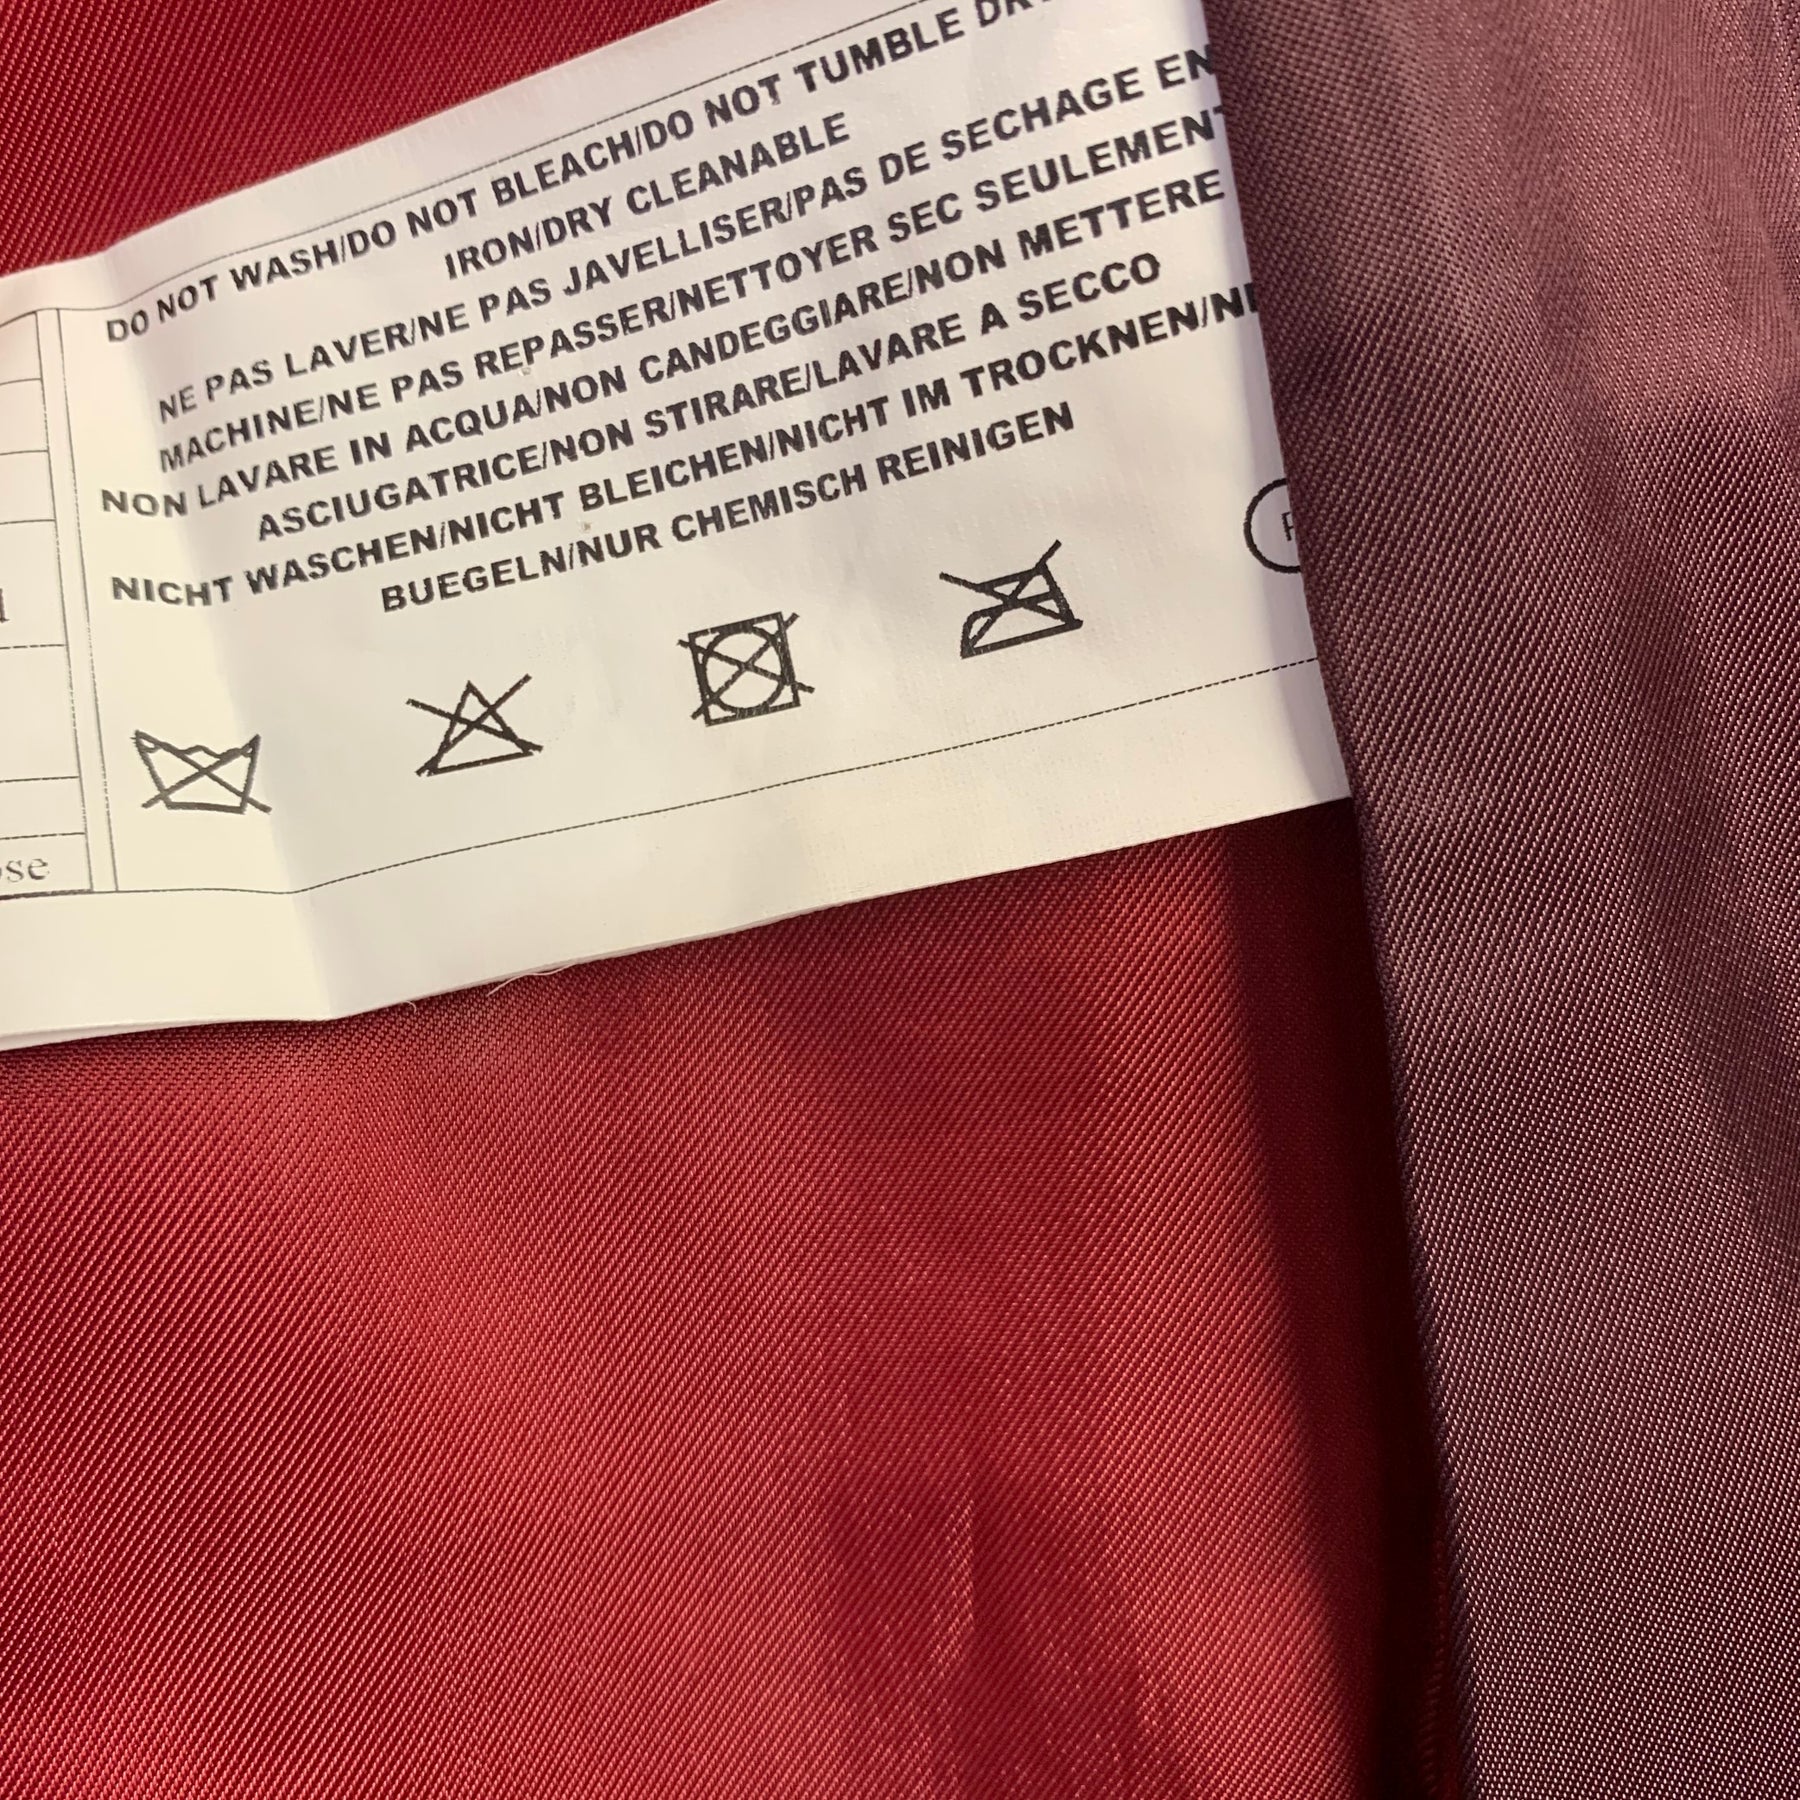 DO NOT WASH/DO NOT BLEACH/DO NOT TUMBLE
IRON/DRY CLEANABLE
NE PAS LAVER/NE PAS JAVELLISER/PAS DE SECHAGE EN
MACHINE/NE PAS REPASSER/NETTOYER SEC SEULEMENT
NON LAVARE IN ACQUA/NON CANDEGGIARE/NON METTERE
ASCIUGATRICE/NON STIRARE/LAVARE A SECCO
NICHT WASCHEN/NICHT BLEICHEN/NICHT IM TROCKNEN/
BUEGELN/NUR CHEMISCH REINIGEN